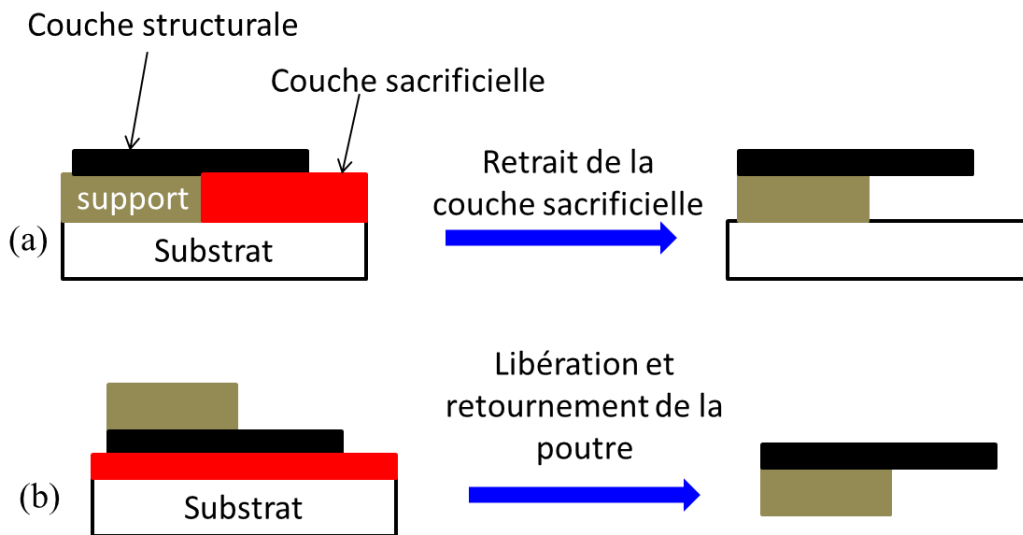 Couche structurale
Couche sacrificielle
support
(a)
Substrat
Retrait de la
couche sacrificielle
Libération et
retournement de la
poutre
(b)
Substrat